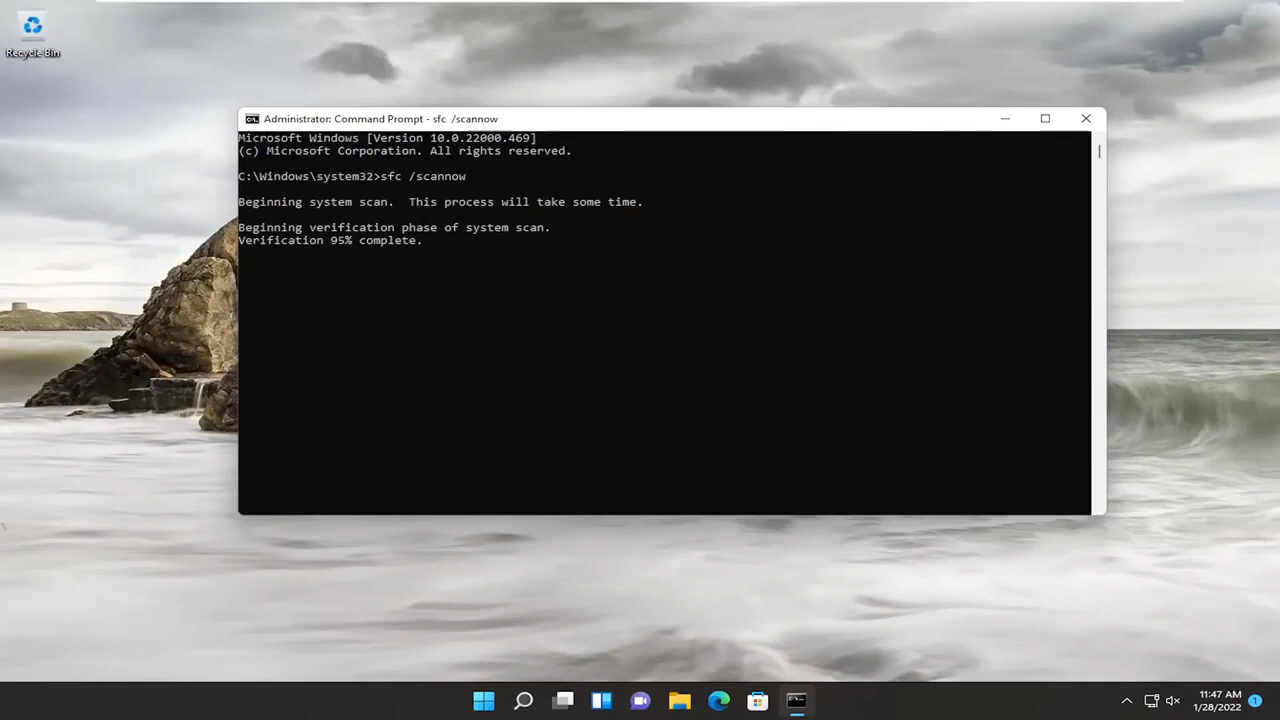 Recycle Bin
Administrator: Command Prompt - sfc  /scannow
Microsoft Windows [Version 10.0.22000.469]
(c) Microsoft Corporation. All rights reserved.
C:\Windows\system32>sfc /scannow
Beginning system scan.  This process will take some time.
Beginning verification phase of system scan.
Verification 95% complete.
11:47 AM
1/28/2022
1